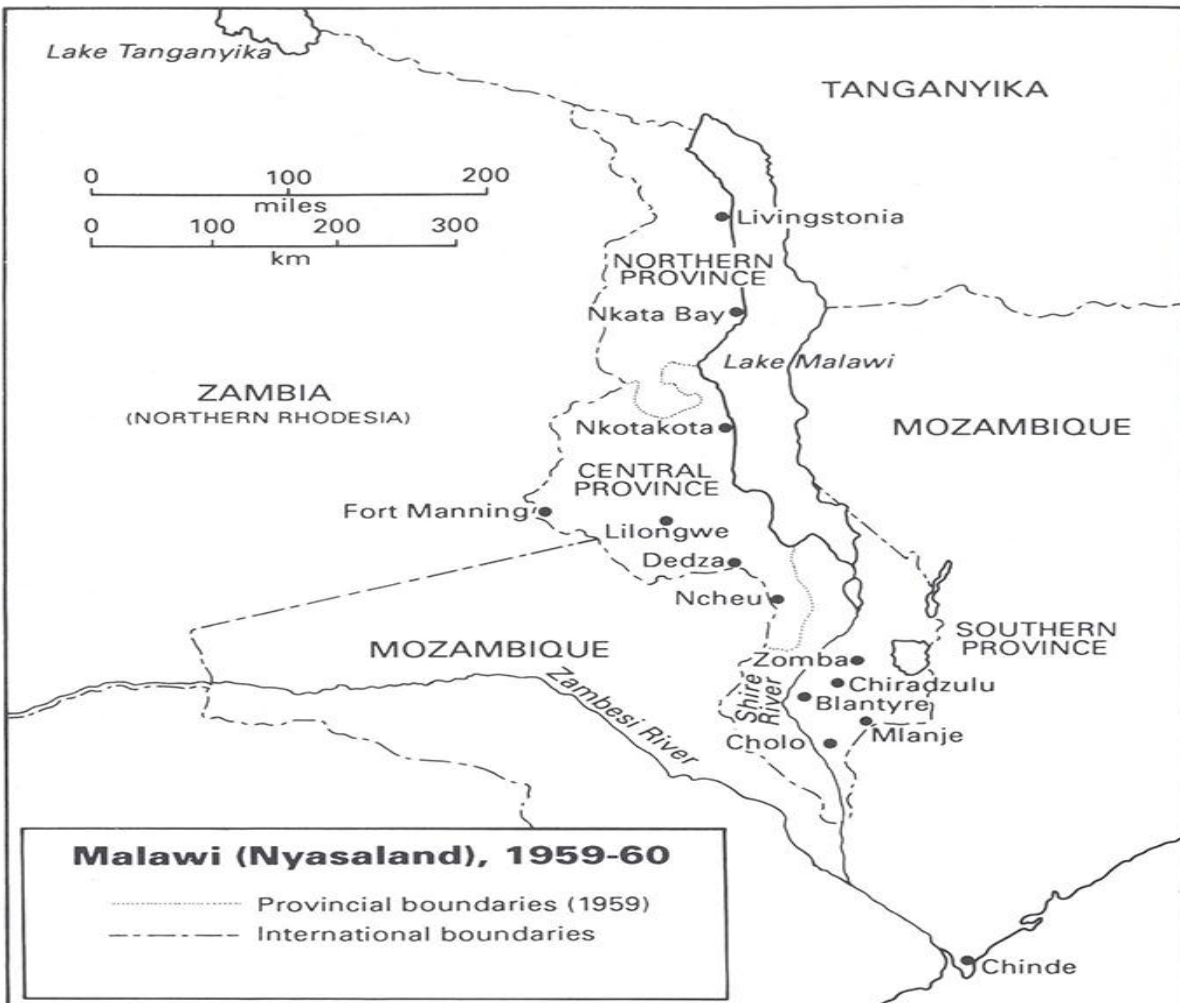 Lake Tanganyika
TANGANYIKA
0 100 200
miles
0 100 200 300
km
Livingstonia
NORTHERN
PROVINCE
Nkata Bay
Lake Malawi
ZAMBIA
(NORTHERN RHODESIA)
Nkotakota
MOZAMBIQUE
CENTRAL
PROVINCE
Fort Manning
Lilongwe
Dedza
Ncheu
SOUTHERN
PROVINCE
MOZAMBIQUE
Zomba
Chiradzulu
Zambesi River
Shire
River
Blantyre
Mlanje
Cholo
Malawi (Nyasaland), 1959-60
Provincial boundaries (1959)
International boundaries
Chinde